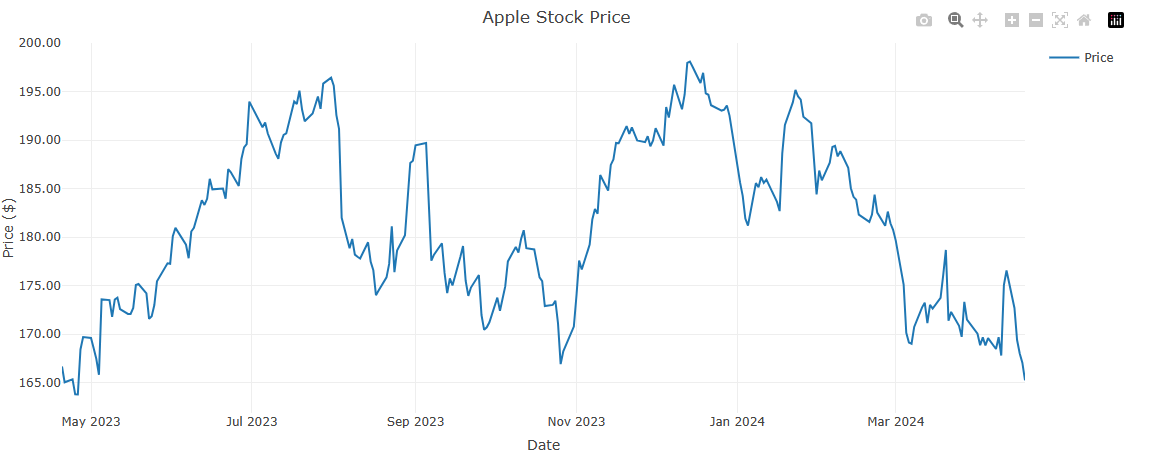 Apple Stock Price
200.00
195.00
190.00
185.00
180.00
175.00
170.00
165.00
Price ($)
May 2023
Jul 2023
Sep 2023
Nov 2023
Jan 2024
Mar 2024
Date
Price